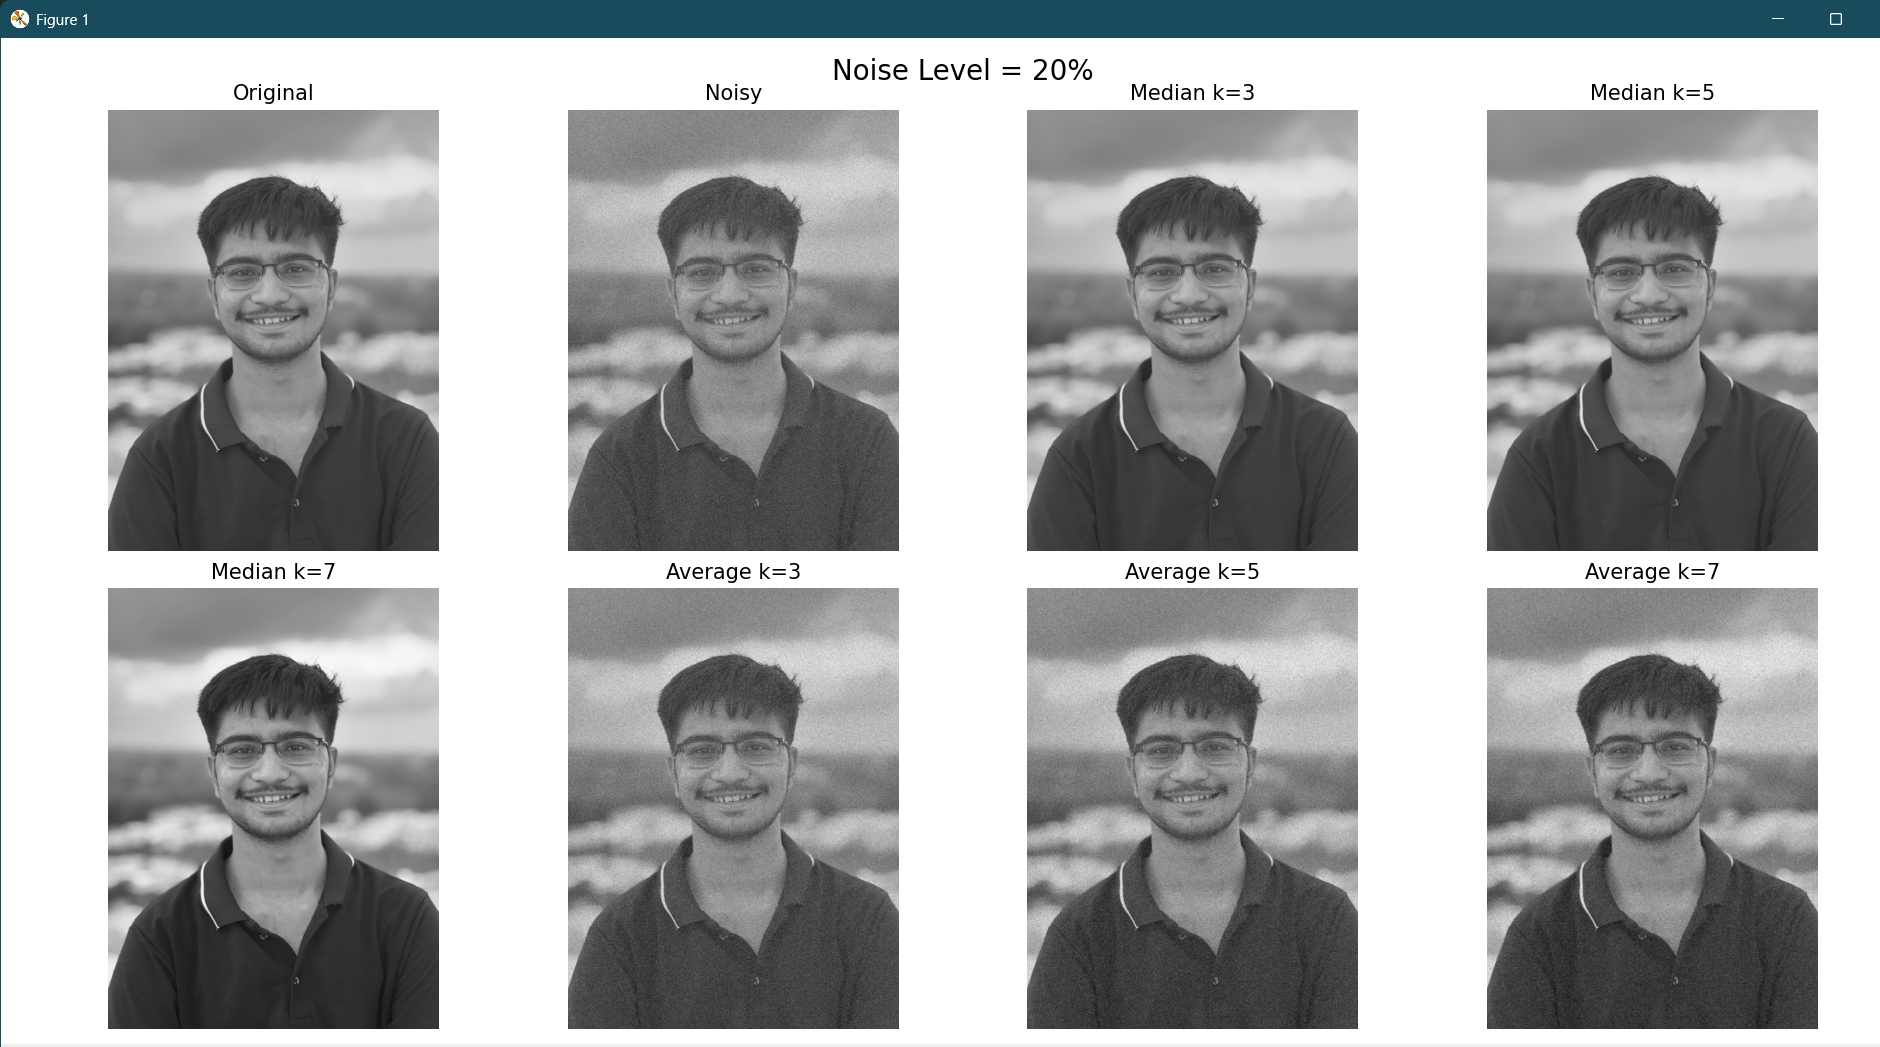 Figure 1
Noise Level = 20%
Original
Noisy
Median k=3
Median k=5
Median k=7
Average k=3
Average k=5
Average k=7